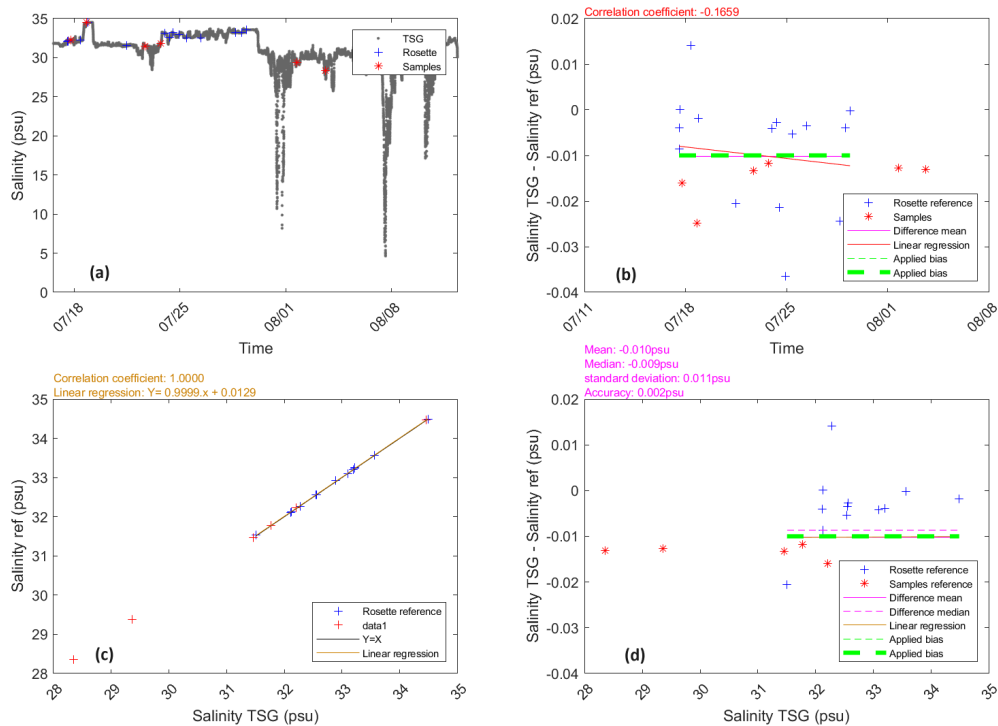 35
30
25
20
15
10
5
0
Salinity (psu)
TSG
Rosette
Samples
(a)
07/18
07/25
08/01
08/08
Time
Correlation coefficient: -0.1659
0.02
0.01
0
-0.01
-0.02
-0.03
-0.04
Salinity TSG - Salinity ref (psu)
Rosette reference
Samples
Difference mean
Linear regression
Applied bias
Applied bias
(b)
07/11
07/18
07/25
08/01
08/08
Time
Correlation coefficient: 1.0000
Linear regression: Y= 0.9999.x + 0.0129
35
34
33
32
31
30
29
28
Salinity ref (psu)
Rosette reference
data1
Y=X
Linear regression
(c)
28
29
30
31
32
33
34
35
Salinity TSG (psu)
Mean: -0.010psu
Median: -0.009psu
standard deviation: 0.011psu
Accuracy: 0.002psu
0.02
0.01
0
-0.01
-0.02
-0.03
-0.04
Salinity TSG - Salinity ref (psu)
Rosette reference
Samples reference
Difference mean
Difference median
Linear regression
Applied bias
Applied bias
(d)
28
29
30
31
32
33
34
35
Salinity TSG (psu)